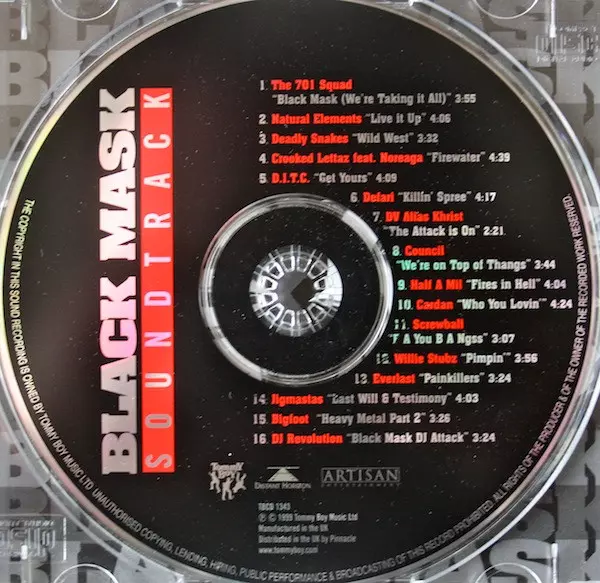 BLACK MASK
SOUNDTRACK
1. The 701 Squad
"Black Mask (We're Taking it All)" 3:55
2. Natural Elements "Live it Up" 4:06
3. Deadly Snakes "Wild West" 3:32
4. Crooked Lettaz feat. Noreaga "Firewater" 4:39
5. D.I.T.C. "Get Yours" 4:09
6. Defari "Killin' Spree" 4:17
7. DV Alias Khrist
"The Attack is On" 2:21
8. Council
"We're on Top of Thangs" 3:44
9. Half A Mil "Fires in Hell" 4:04
10. Cardan "Who You Lovin'" 4:24
11. Screwball
"F A You B A Ngss" 3:07
12. Willie Stubz "Pimpin'" 3:56
13. Everlast "Painkillers" 3:24
14. Jigmastas "Last Will & Testimony" 4:03
15. Bigfoot "Heavy Metal Part 2" 3:26
16. DJ Revolution "Black Mask DJ Attack" 3:24
Tommy Boy
DISTANT HORIZON
ARTISAN
ENTERTAINMENT
TBCD 1343
℗ © 1999 Tommy Boy Music Ltd
Manufactured in the UK
Distributed in the UK by Pinnacle
www.tommyboy.com
THE COPYRIGHT IN THIS SOUND RECORDING IS OWNED BY TOMMY BOY MUSIC LTD. UNAUTHORISED COPYING, LENDING, HIRING, PUBLIC PERFORMANCE & BROADCASTING OF THIS RECORD PROHIBITED. ALL RIGHTS OF THE PRODUCER & OF THE OWNER OF THE RECORDED WORK RESERVED.